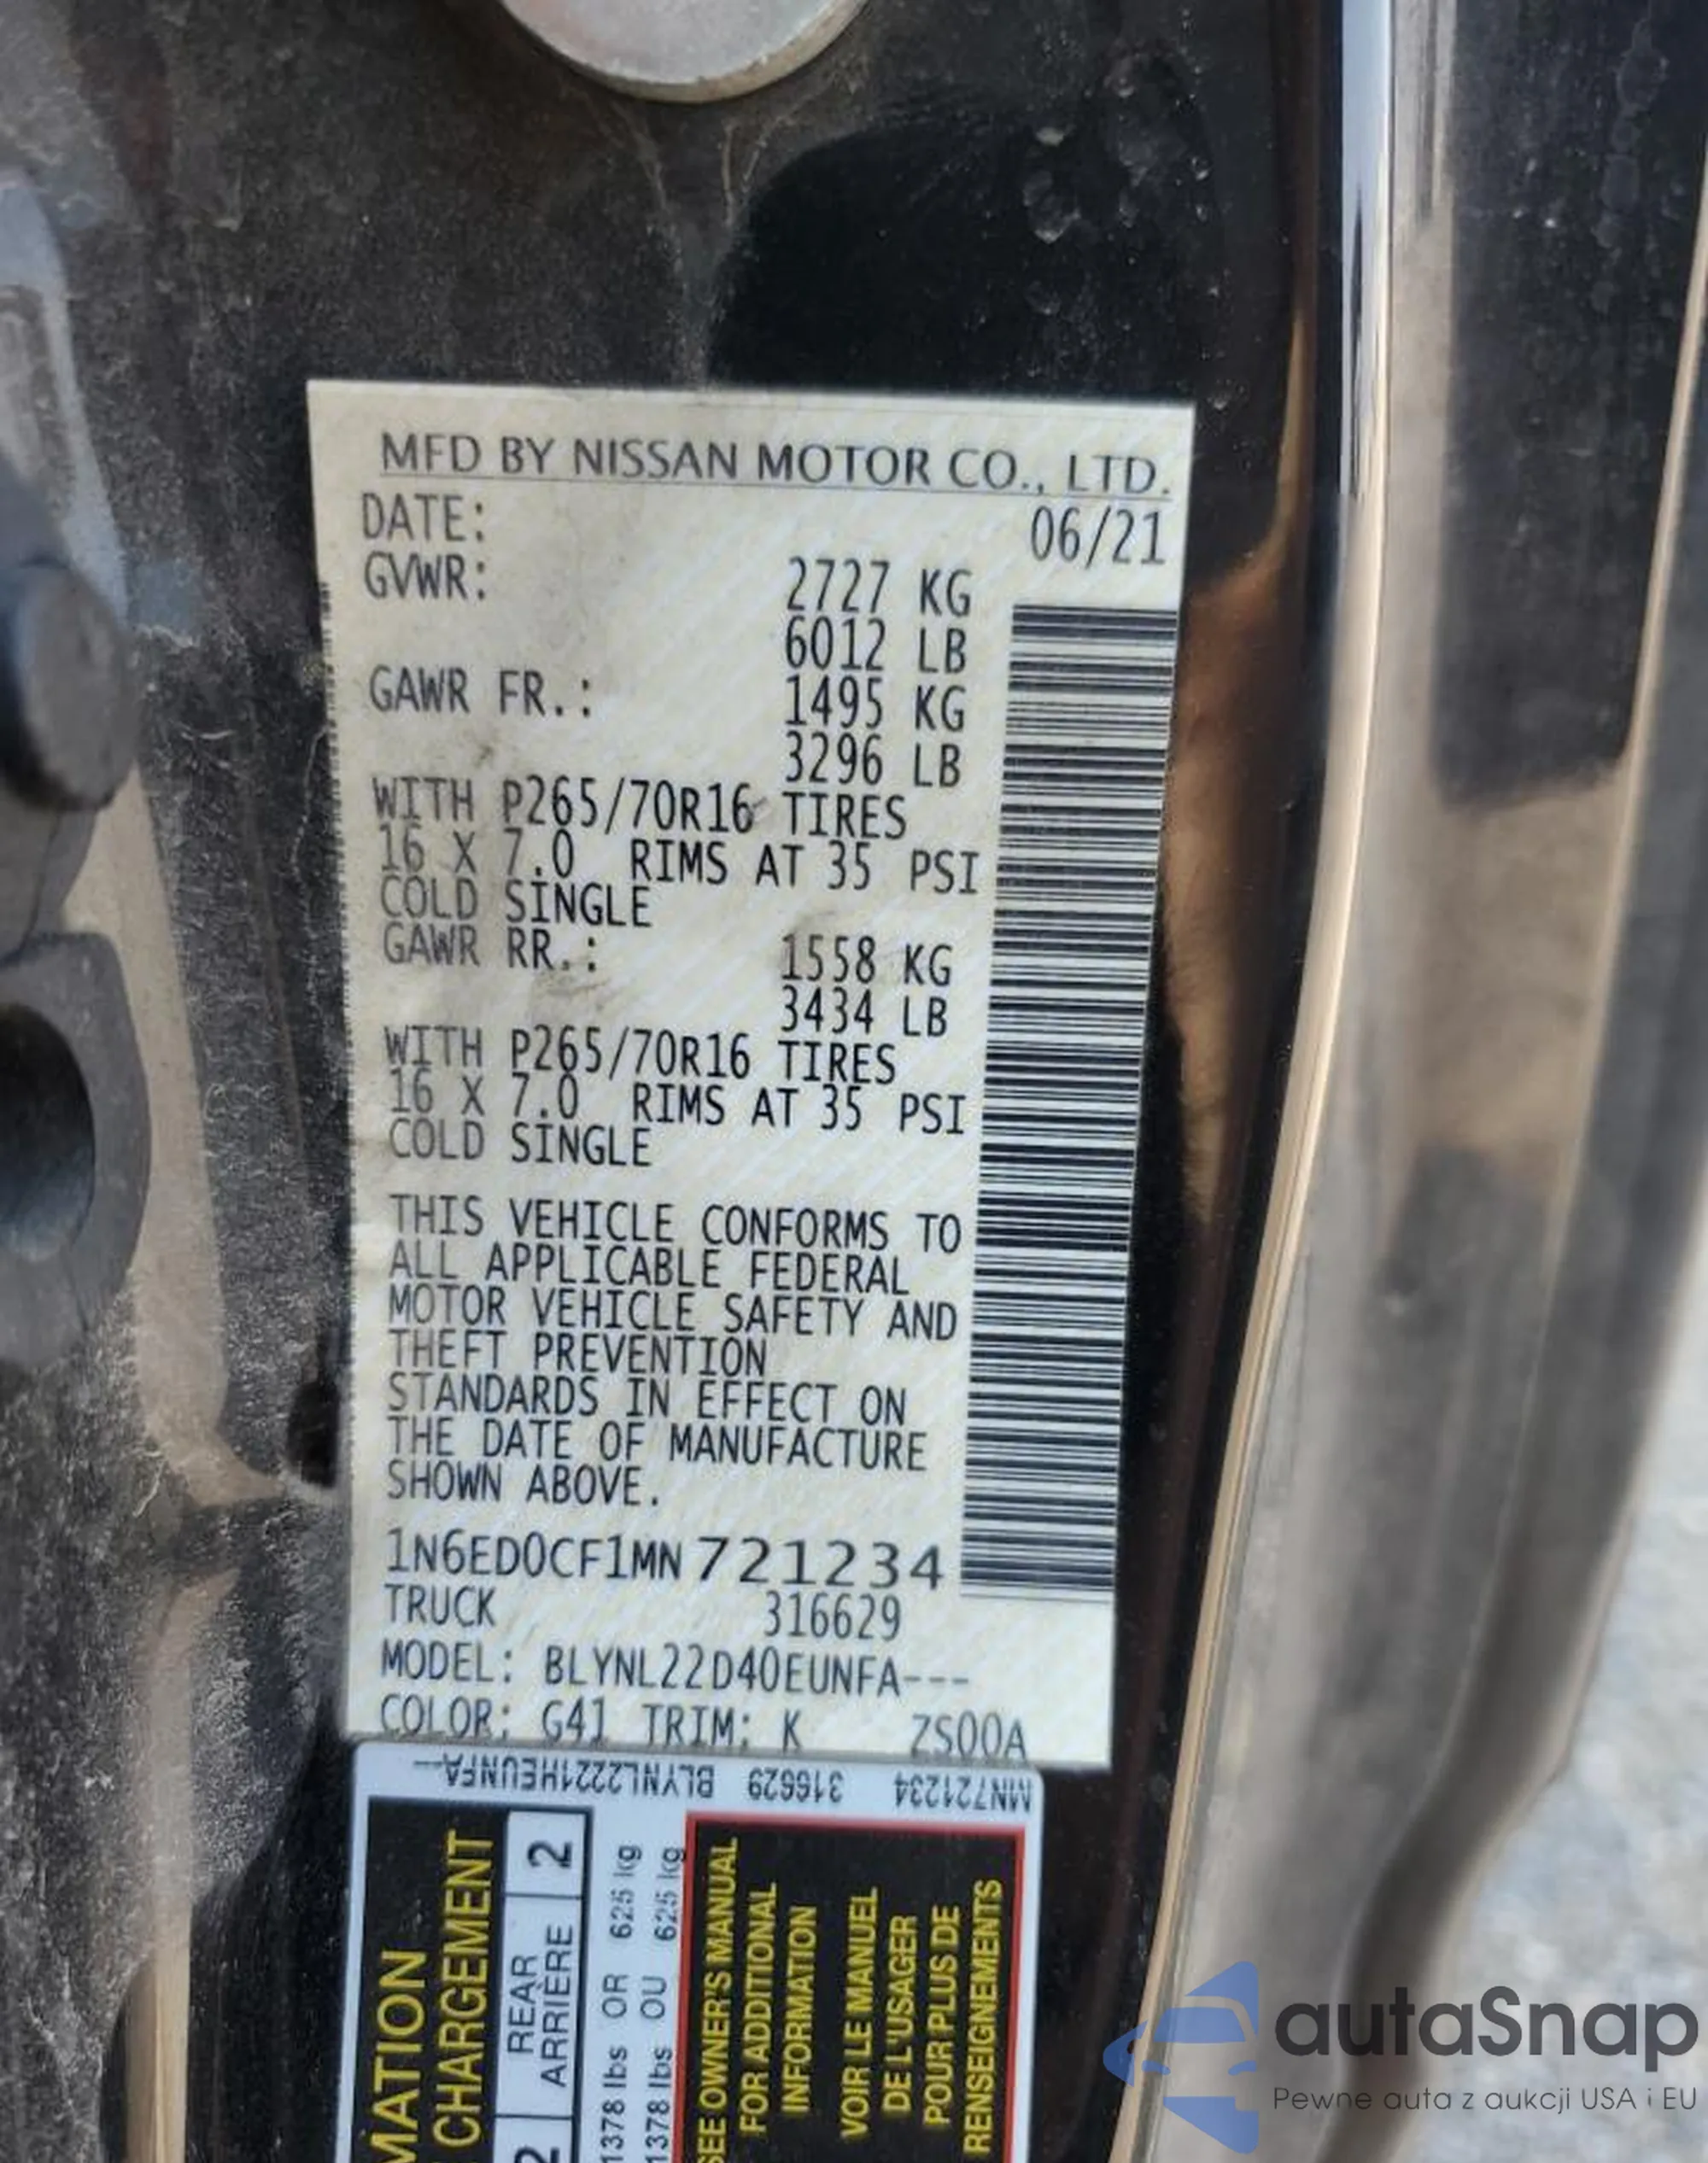 MFD BY NISSAN MOTOR CO., LTD.
DATE: 06/21
GVWR: 2727 KG
6012 LB
GAWR FR.: 1495 KG
3296 LB
WITH P265/70R16 TIRES
16 X 7.0 RIMS AT 35 PSI
COLD SINGLE
GAWR RR.: 1558 KG
3434 LB
WITH P265/70R16 TIRES
16 X 7.0 RIMS AT 35 PSI
COLD SINGLE
THIS VEHICLE CONFORMS TO
ALL APPLICABLE FEDERAL
MOTOR VEHICLE SAFETY AND
THEFT PREVENTION
STANDARDS IN EFFECT ON
THE DATE OF MANUFACTURE
SHOWN ABOVE.
1N6ED0CF1MN721234
TRUCK 316629
MODEL: BLYNL22D40EUNFA---
COLOR: G41 TRIM: K ZS00A
MN721234 316629 BLYNL2221HEUNFA--
MATION
CHARGEMENT
2 REAR 2
ARRIÈRE
1378 lbs OR 625 kg
1378 lbs OU 625 kg
SEE OWNER'S MANUAL
FOR ADDITIONAL
INFORMATION
VOIR LE MANUEL
DE L'USAGER
POUR PLUS DE
RENSEIGNEMENTS
autaSnap
Pewne auta z aukcji USA i EU